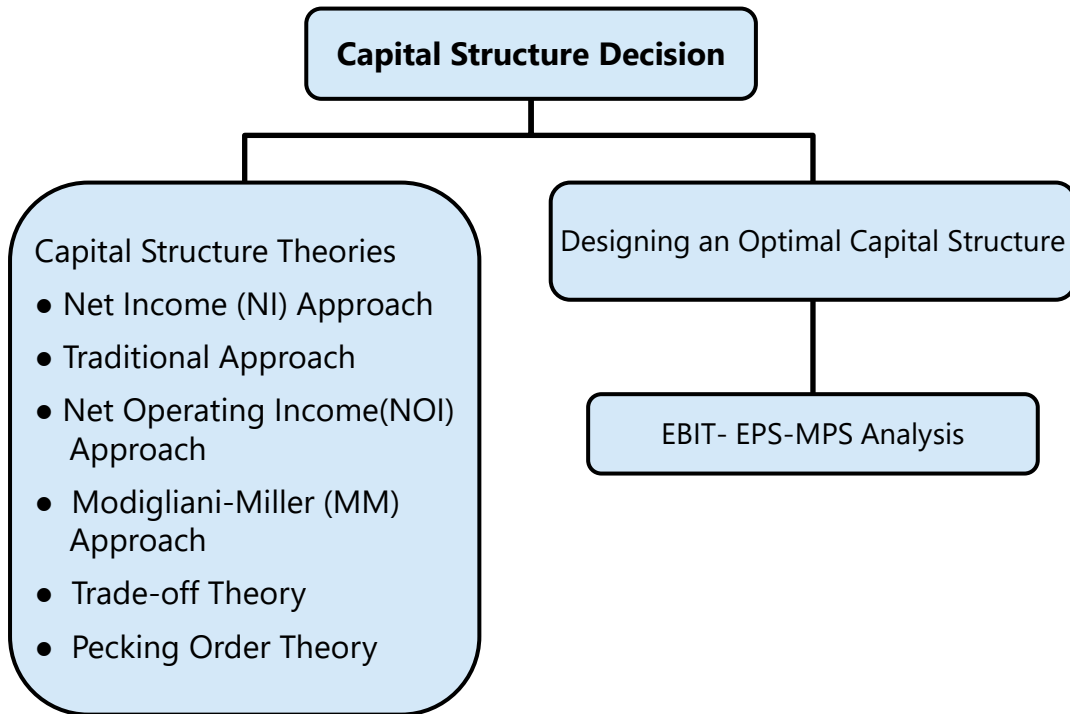 Capital Structure Decision
Capital Structure Theories
● Net Income (NI) Approach
● Traditional Approach
● Net Operating Income(NOI)
Approach
● Modigliani-Miller (MM)
Approach
● Trade-off Theory
● Pecking Order Theory
Designing an Optimal Capital Structure
EBIT- EPS-MPS Analysis